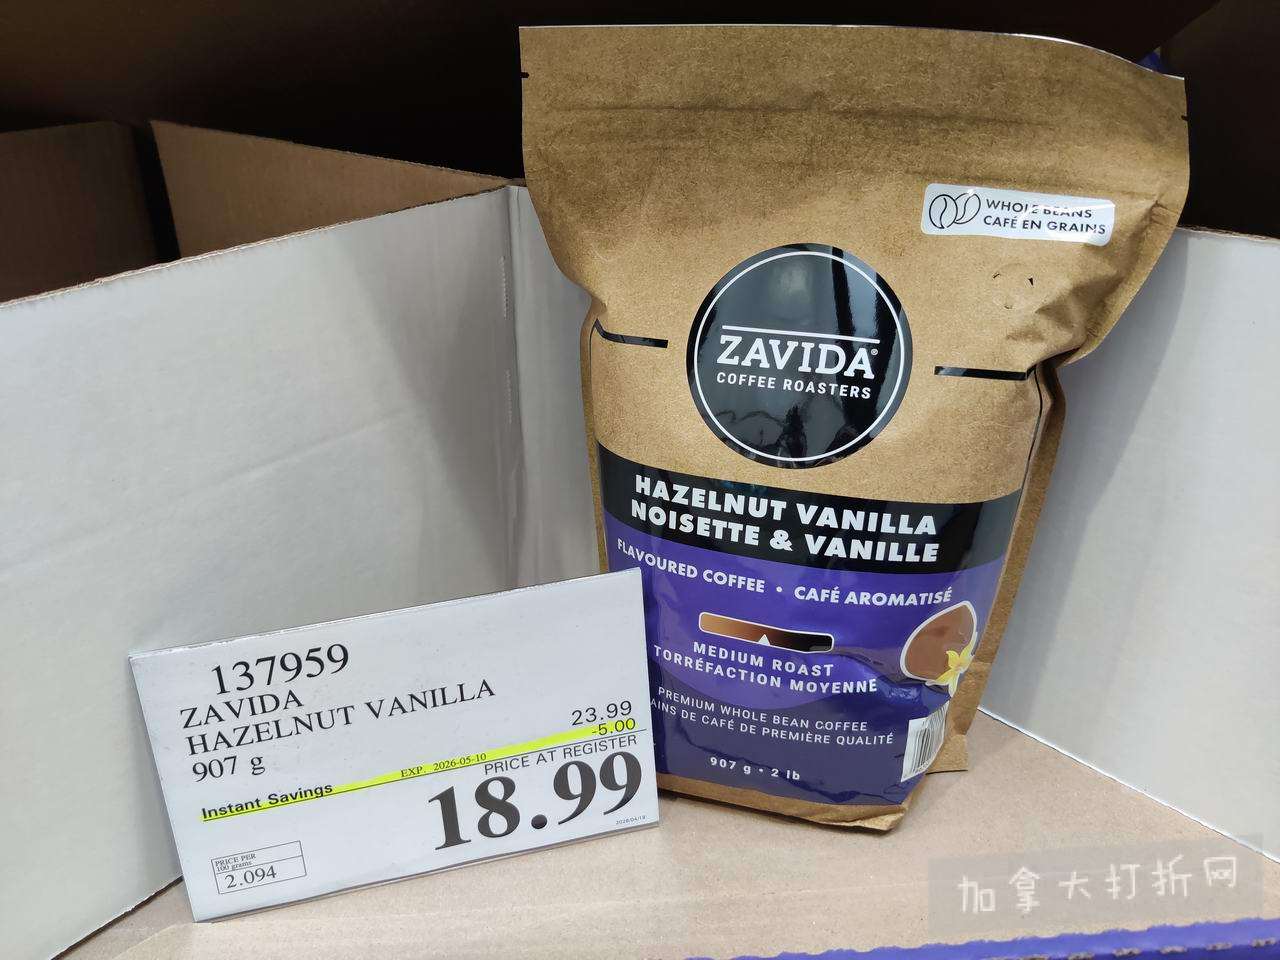 WHOLE BEANS
CAFÉ EN GRAINS
ZAVIDA®
COFFEE ROASTERS
HAZELNUT VANILLA
NOISETTE & VANILLE
FLAVOURED COFFEE • CAFÉ AROMATISÉ
MEDIUM ROAST
TORRÉFACTION MOYENNE
PREMIUM WHOLE BEAN COFFEE
DE CAFÉ DE PREMIÈRE QUALITÉ
907 g • 2 lb
137959
ZAVIDA
HAZELNUT VANILLA
907 g
23.99
-5.00
Instant Savings EXP. 2026-05-10
PRICE AT REGISTER
18.99
PRICE PER
100 grams
2.094
加拿大打折网